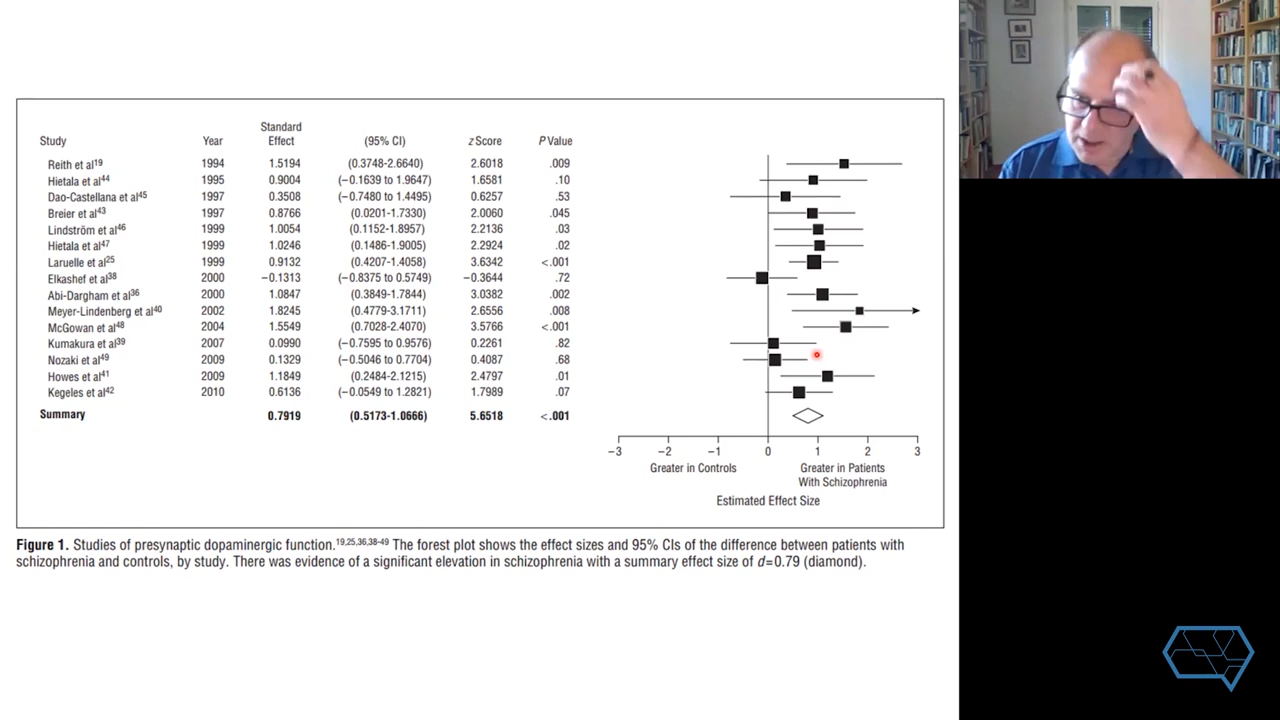 Study Year Standard Effect (95% CI) z Score P Value
Reith et al19 1994 1.5194 (0.3748-2.6640) 2.6018 .009
Hietala et al44 1995 0.9004 (−0.1639 to 1.9647) 1.6581 .10
Dao-Castellana et al45 1997 0.3508 (−0.7480 to 1.4495) 0.6257 .53
Breier et al43 1997 0.8766 (0.0201-1.7330) 2.0060 .045
Lindström et al46 1999 1.0054 (0.1152-1.8957) 2.2136 .03
Hietala et al47 1999 1.0246 (0.1486-1.9005) 2.2924 .02
Laruelle et al25 1999 0.9132 (0.4207-1.4058) 3.6342 <.001
Elkashef et al38 2000 −0.1313 (−0.8375 to 0.5749) −0.3644 .72
Abi-Dargham et al36 2000 1.0847 (0.3849-1.7844) 3.0382 .002
Meyer-Lindenberg et al40 2002 1.8245 (0.4779-3.1711) 2.6556 .008
McGowan et al48 2004 1.5549 (0.7028-2.4070) 3.5766 <.001
Kumakura et al39 2007 0.0990 (−0.7595 to 0.9576) 0.2261 .82
Nozaki et al49 2009 0.1329 (−0.5046 to 0.7704) 0.4087 .68
Howes et al41 2009 1.1849 (0.2484-2.1215) 2.4797 .01
Kegeles et al42 2010 0.6136 (−0.0549 to 1.2821) 1.7989 .07
Summary 0.7919 (0.5173-1.0666) 5.6518 <.001
−3 −2 −1 0 1 2 3
Greater in Controls Greater in Patients
With Schizophrenia
Estimated Effect Size
Figure 1. Studies of presynaptic dopaminergic function.19,25,36,38-49 The forest plot shows the effect sizes and 95% CIs of the difference between patients with
schizophrenia and controls, by study. There was evidence of a significant elevation in schizophrenia with a summary effect size of d=0.79 (diamond).